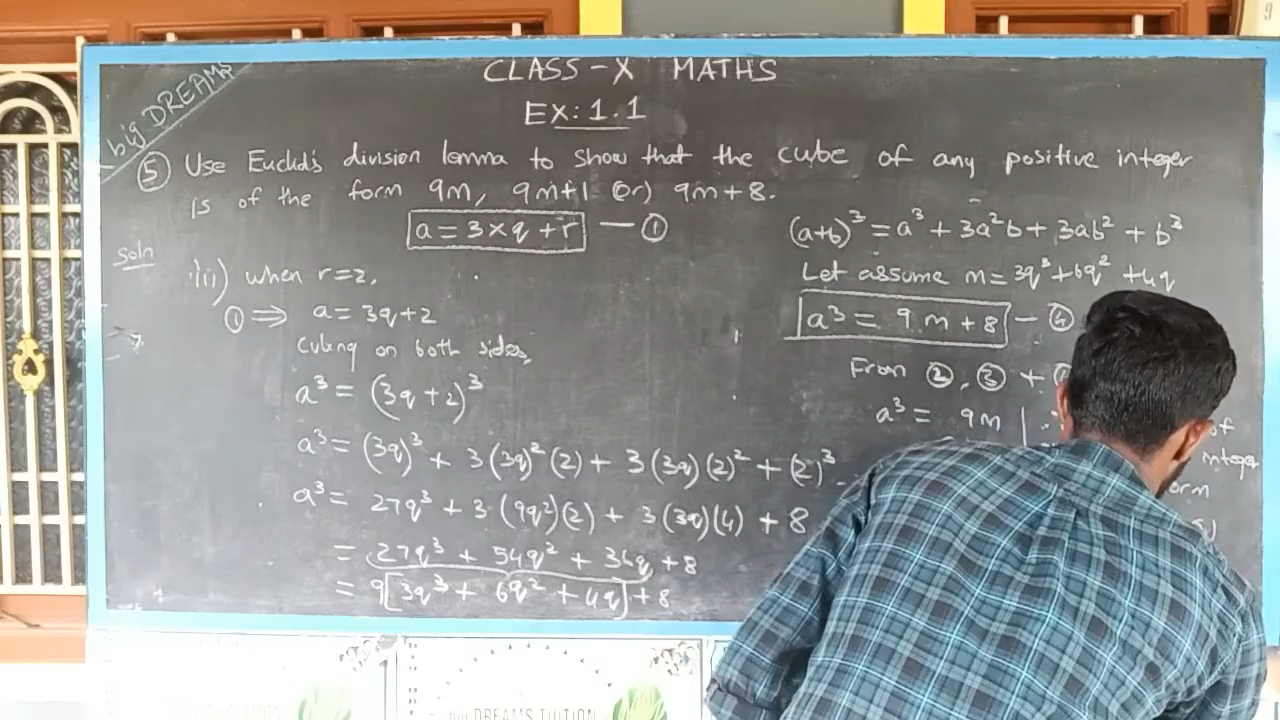 big DREAMS
CLASS - X MATHS
EX: 1.1
⑤ Use Euclid's division lemma to show that the cube of any positive integer
is of the form 9m, 9m+1 (or) 9m+8.
a = 3×q+r — ①
Soln
iii) when r=2,
① ⇒ a = 3q+2
cubing on both sides,
a³ = (3q+2)³
a³ = (3q)³ + 3(3q)²(2) + 3(3q)(2)² + (2)³
a³ = 27q³ + 3(9q²)(2) + 3(3q)(4) + 8
= 27q³ + 54q² + 36q + 8
= 9[3q³ + 6q² + 4q] + 8
(a+b)³ = a³ + 3a²b + 3ab² + b³
Let assume m = 3q³ + 6q² + 4q
a³ = 9m+8 — ④
From ②, ③ +
a³ = 9m
of
integer
DREAMS TUITION